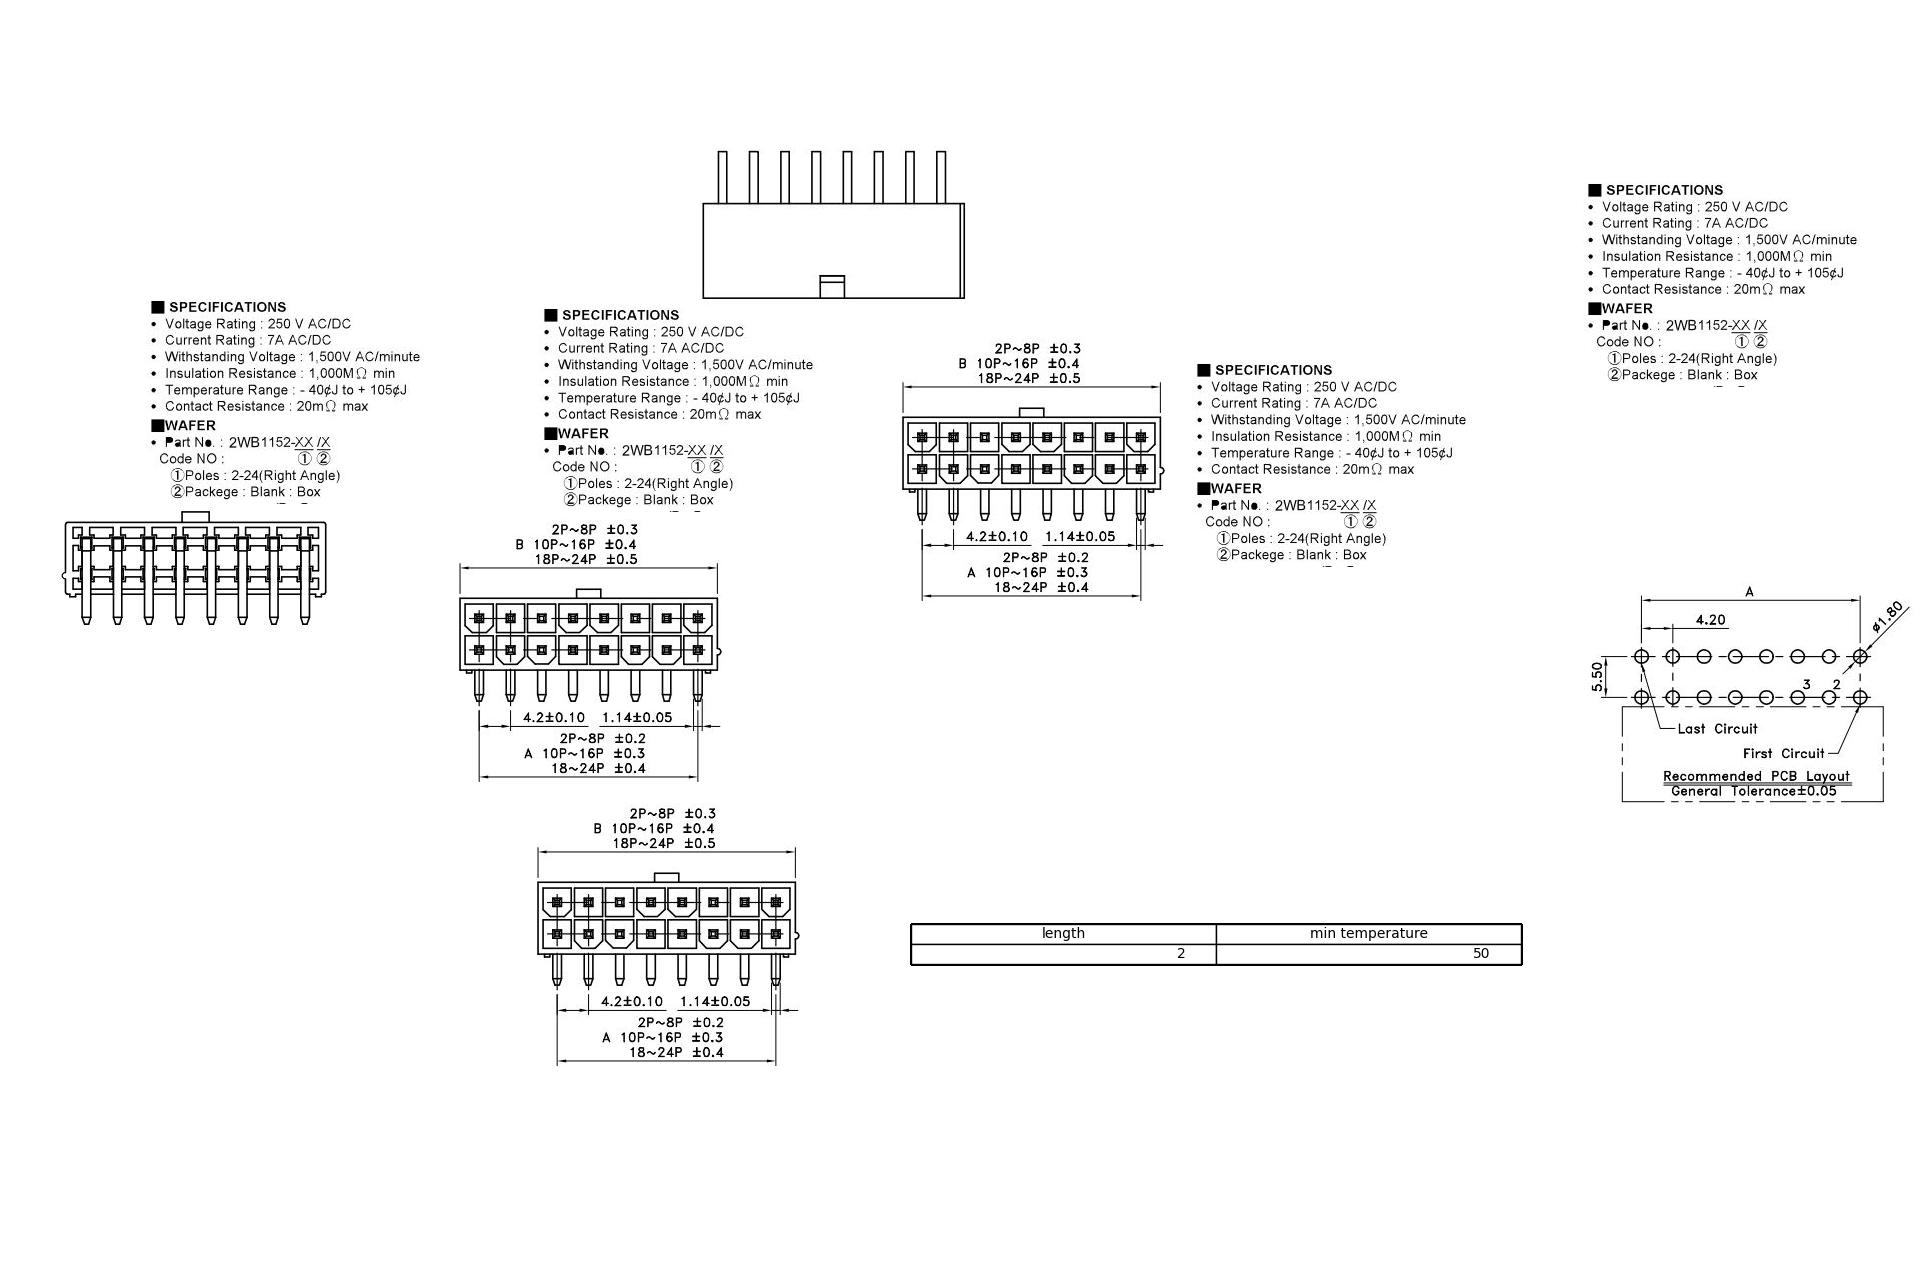 ■ SPECIFICATIONS
• Voltage Rating : 250 V AC/DC
• Current Rating : 7A AC/DC
• Withstanding Voltage : 1,500V AC/minute
• Insulation Resistance : 1,000MΩ min
• Temperature Range : - 40¢J to + 105¢J
• Contact Resistance : 20mΩ max
■WAFER
• Part No. : 2WB1152-XX /X
Code NO : ① ②
①Poles : 2-24(Right Angle)
②Packege : Blank : Box
■ SPECIFICATIONS
• Voltage Rating : 250 V AC/DC
• Current Rating : 7A AC/DC
• Withstanding Voltage : 1,500V AC/minute
• Insulation Resistance : 1,000MΩ min
• Temperature Range : - 40¢J to + 105¢J
• Contact Resistance : 20mΩ max
■WAFER
• Part No. : 2WB1152-XX /X
Code NO : ① ②
①Poles : 2-24(Right Angle)
②Packege : Blank : Box
2P~8P ±0.3
B 10P~16P ±0.4
18P~24P ±0.5
4.2±0.10 1.14±0.05
2P~8P ±0.2
A 10P~16P ±0.3
18~24P ±0.4
2P~8P ±0.3
B 10P~16P ±0.4
18P~24P ±0.5
4.2±0.10 1.14±0.05
2P~8P ±0.2
A 10P~16P ±0.3
18~24P ±0.4
2P~8P ±0.3
B 10P~16P ±0.4
18P~24P ±0.5
4.2±0.10 1.14±0.05
2P~8P ±0.2
A 10P~16P ±0.3
18~24P ±0.4
■ SPECIFICATIONS
• Voltage Rating : 250 V AC/DC
• Current Rating : 7A AC/DC
• Withstanding Voltage : 1,500V AC/minute
• Insulation Resistance : 1,000MΩ min
• Temperature Range : - 40¢J to + 105¢J
• Contact Resistance : 20mΩ max
■WAFER
• Part No. : 2WB1152-XX /X
Code NO : ① ②
①Poles : 2-24(Right Angle)
②Packege : Blank : Box
■ SPECIFICATIONS
• Voltage Rating : 250 V AC/DC
• Current Rating : 7A AC/DC
• Withstanding Voltage : 1,500V AC/minute
• Insulation Resistance : 1,000MΩ min
• Temperature Range : - 40¢J to + 105¢J
• Contact Resistance : 20mΩ max
■WAFER
• Part No. : 2WB1152-XX /X
Code NO : ① ②
①Poles : 2-24(Right Angle)
②Packege : Blank : Box
A
4.20
ø1.80
5.50
3 2
Last Circuit
First Circuit
Recommended PCB Layout
General Tolerance±0.05
length min temperature
2 50